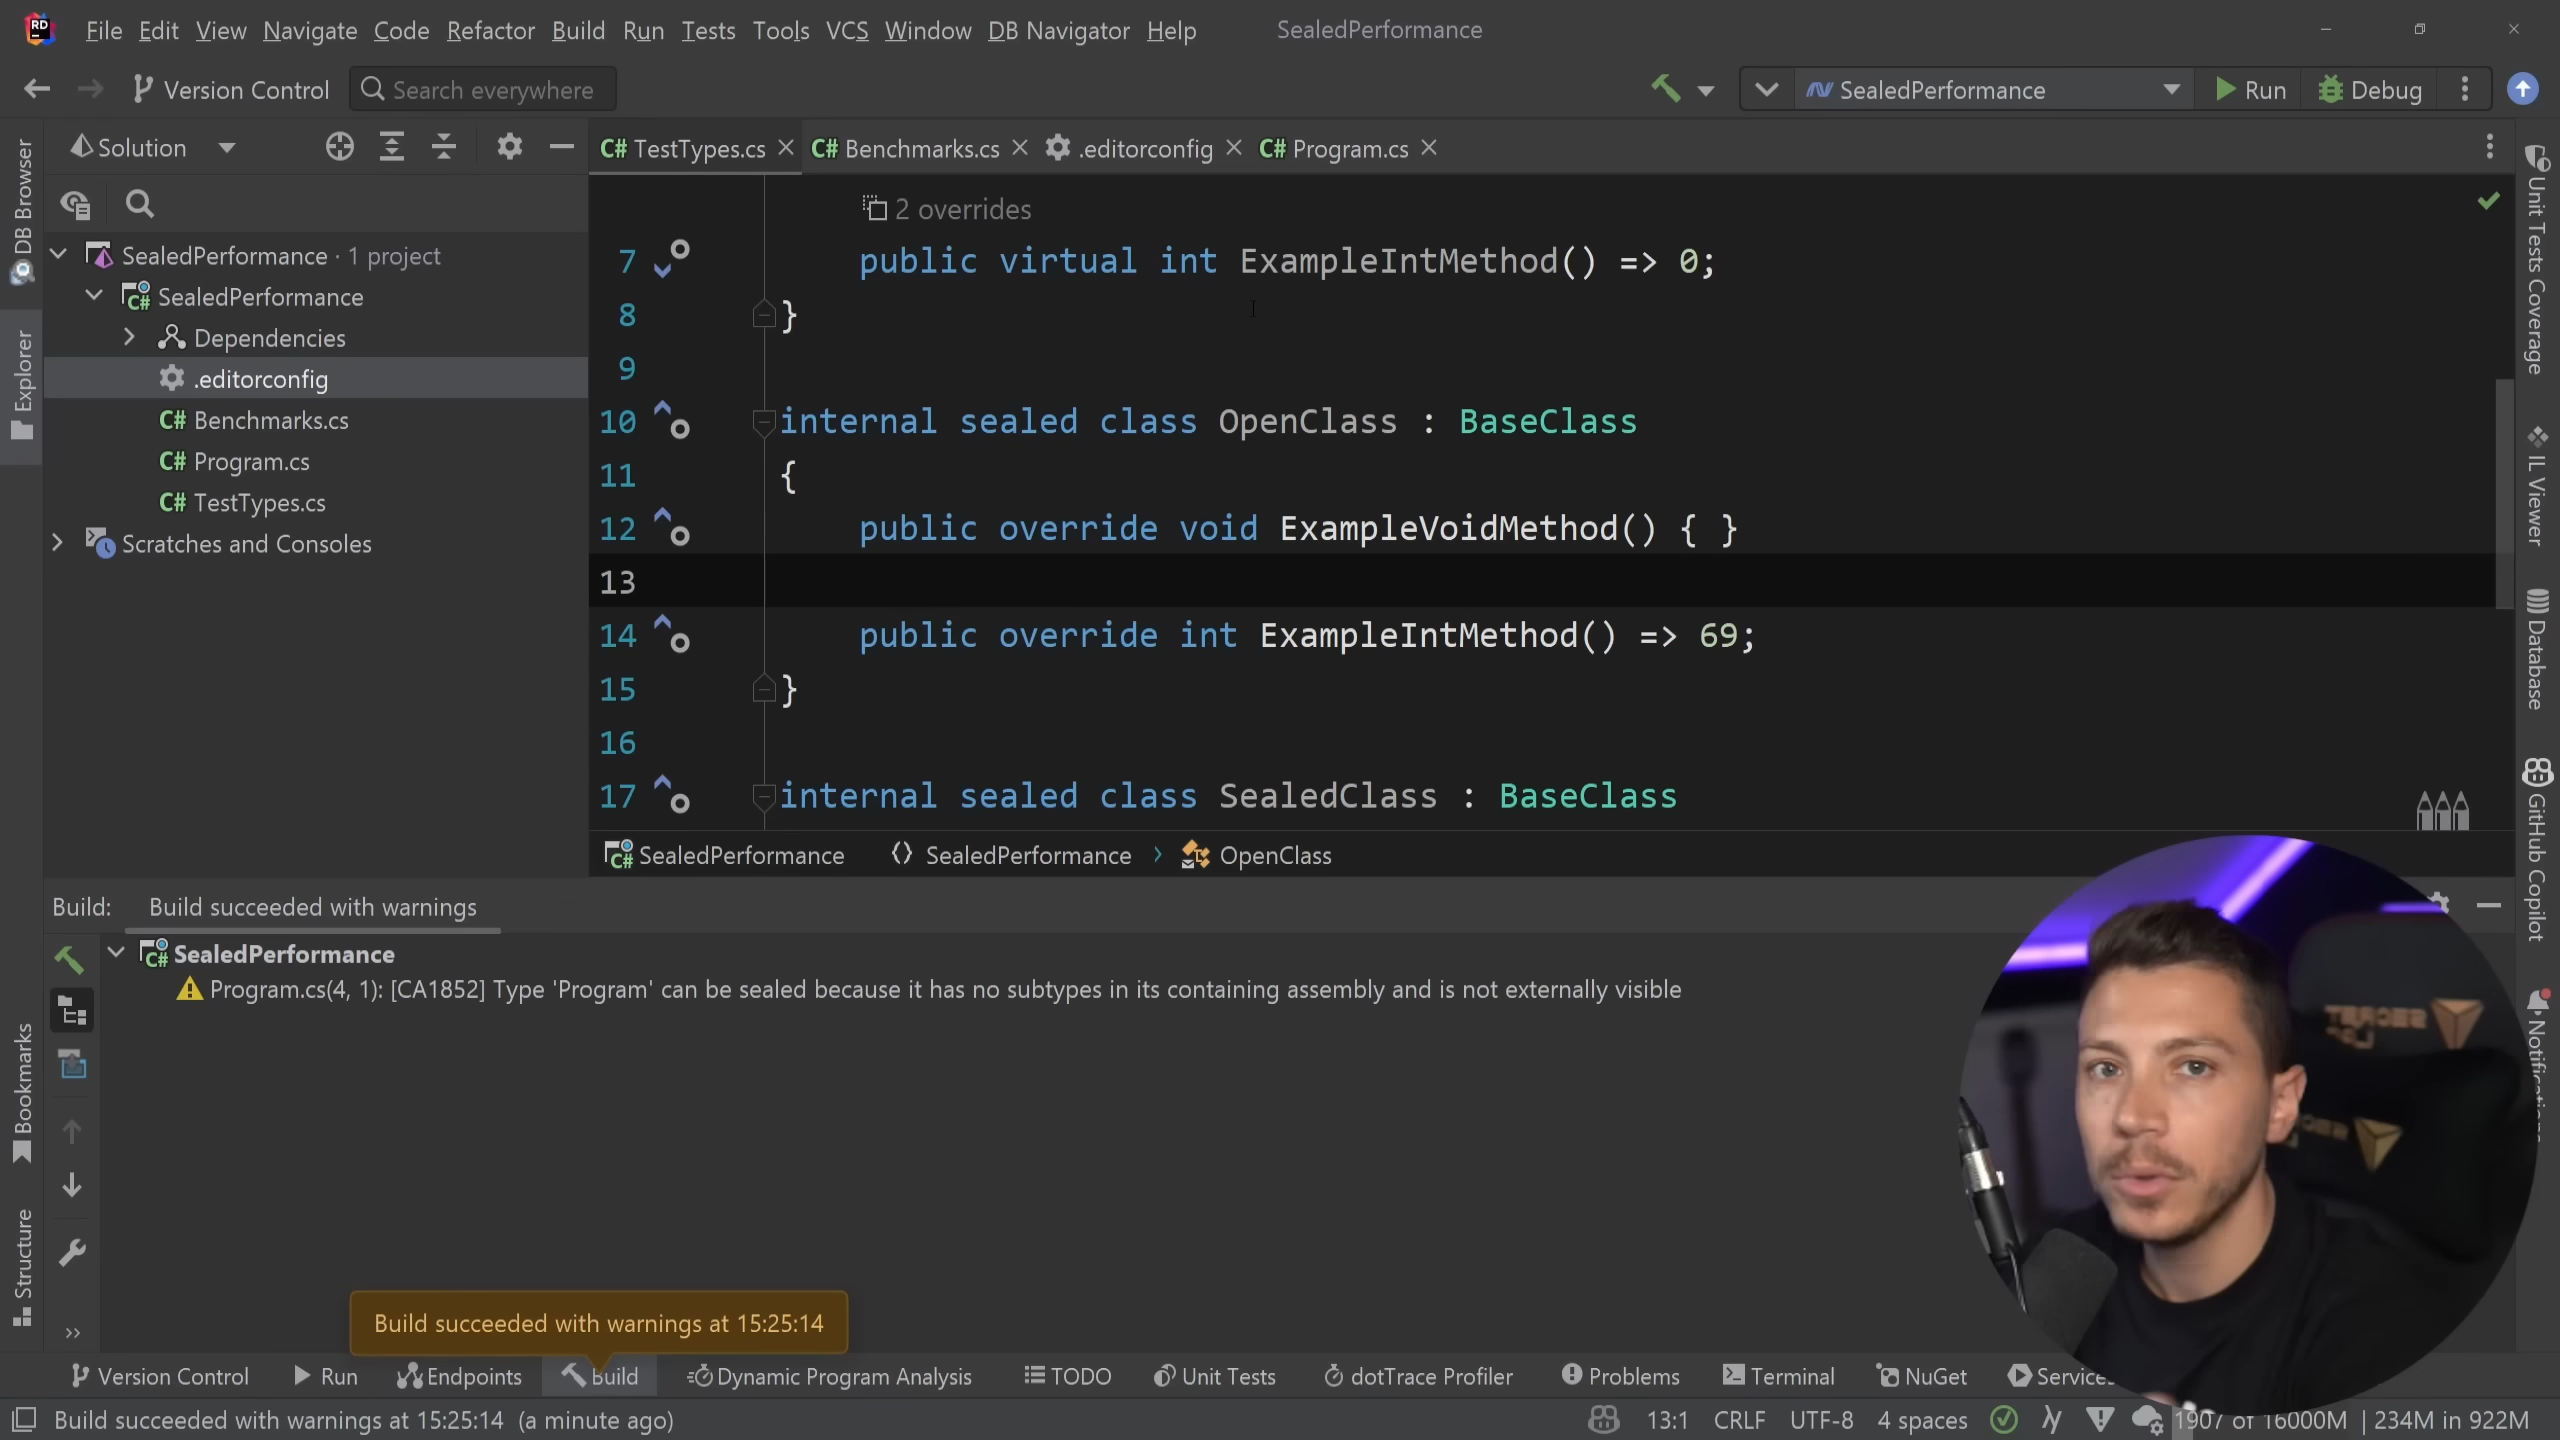 File Edit View Navigate Code Refactor Build Run Tests Tools VCS Window DB Navigator Help SealedPerformance
Version Control Search everywhere SealedPerformance Run Debug
Solution
TestTypes.cs Benchmarks.cs .editorconfig Program.cs
DB Browser
Explorer
Bookmarks
Structure
SealedPerformance · 1 project
SealedPerformance
Dependencies
.editorconfig
Benchmarks.cs
Program.cs
TestTypes.cs
Scratches and Consoles
2 overrides
7 public virtual int ExampleIntMethod() => 0;
8 }
9
10 internal sealed class OpenClass : BaseClass
11 {
12 public override void ExampleVoidMethod() { }
13
14 public override int ExampleIntMethod() => 69;
15 }
16
17 internal sealed class SealedClass : BaseClass
SealedPerformance SealedPerformance › OpenClass
Unit Tests Coverage
IL Viewer
Database
GitHub Copilot
Notifications
Build: Build succeeded with warnings
SealedPerformance
Program.cs(4, 1): [CA1852] Type 'Program' can be sealed because it has no subtypes in its containing assembly and is not externally visible
Build succeeded with warnings at 15:25:14
Version Control Run Endpoints Build Dynamic Program Analysis TODO Unit Tests dotTrace Profiler Problems Terminal NuGet Services
Build succeeded with warnings at 15:25:14 (a minute ago) 13:1 CRLF UTF-8 4 spaces 1907 of 16000M | 234M in 922M